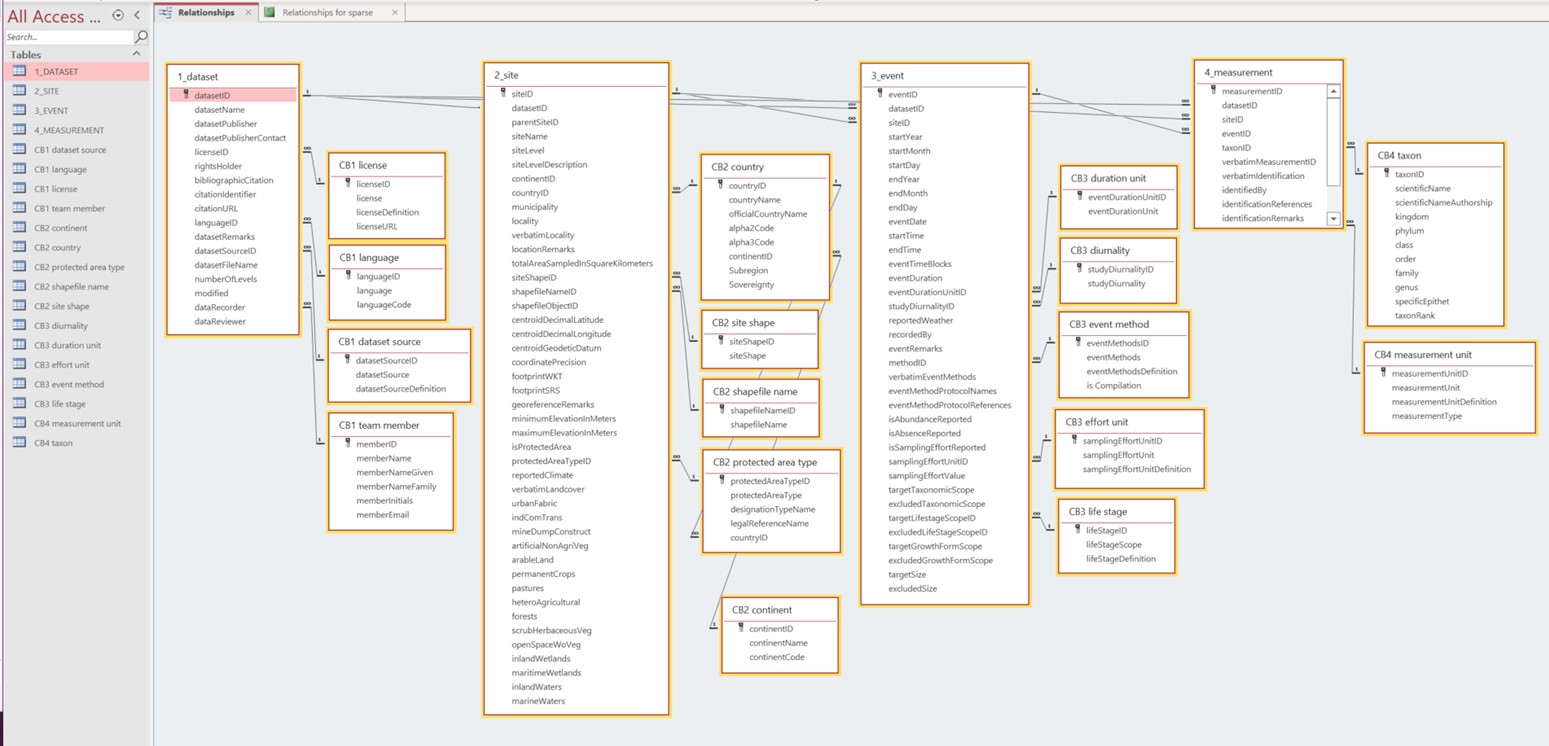 All Access ...
Relationships
Relationships for sparse
Search...
Tables
1_DATASET
2_SITE
3_EVENT
4_MEASUREMENT
CB1 dataset source
CB1 language
CB1 license
CB1 team member
CB2 continent
CB2 country
CB2 protected area type
CB2 shapefile name
CB2 site shape
CB3 diurnality
CB3 duration unit
CB3 effort unit
CB3 event method
CB3 life stage
CB4 measurement unit
CB4 taxon
1_dataset
datasetID
datasetName
datasetPublisher
datasetPublisherContact
licenseID
rightsHolder
bibliographicCitation
citationIdentifier
citationURL
languageID
datasetRemarks
datasetSourceID
datasetFileName
numberOfLevels
modified
dataRecorder
dataReviewer
CB1 license
licenseID
license
licenseDefinition
licenseURL
CB1 language
languageID
language
languageCode
CB1 dataset source
datasetSourceID
datasetSource
datasetSourceDefinition
CB1 team member
memberID
memberName
memberNameGiven
memberNameFamily
memberInitials
memberEmail
2_site
siteID
datasetID
parentSiteID
siteName
siteLevel
siteLevelDescription
continentID
countryID
municipality
locality
verbatimLocality
locationRemarks
totalAreaSampledInSquareKilometers
siteShapeID
shapefileNameID
shapefileObjectID
centroidDecimalLatitude
centroidDecimalLongitude
centroidGeodeticDatum
coordinatePrecision
footprintWKT
footprintSRS
georeferenceRemarks
minimumElevationInMeters
maximumElevationInMeters
isProtectedArea
protectedAreaTypeID
reportedClimate
verbatimLandcover
urbanFabric
indComTrans
mineDumpConstruct
artificialNonAgriVeg
arableLand
permanentCrops
pastures
heteroAgricultural
forests
scrubHerbaceousVeg
openSpaceWoVeg
inlandWetlands
maritimeWetlands
inlandWaters
marineWaters
CB2 country
countryID
countryName
officialCountryName
alpha2Code
alpha3Code
continentID
Subregion
Sovereignty
CB2 site shape
siteShapeID
siteShape
CB2 shapefile name
shapefileNameID
shapefileName
CB2 protected area type
protectedAreaTypeID
protectedAreaType
designationTypeName
legalReferenceName
countryID
CB2 continent
continentID
continentName
continentCode
3_event
eventID
datasetID
siteID
startYear
startMonth
startDay
endYear
endMonth
endDay
eventDate
startTime
endTime
eventTimeBlocks
eventDuration
eventDurationUnitID
studyDiurnalityID
reportedWeather
recordedBy
eventRemarks
methodID
verbatimEventMethods
eventMethodProtocolNames
eventMethodProtocolReferences
isAbundanceReported
isAbsenceReported
isSamplingEffortReported
samplingEffortUnitID
samplingEffortValue
targetTaxonomicScope
excludedTaxonomicScope
targetLifestageScopeID
excludedLifeStageScopeID
targetGrowthFormScope
excludedGrowthFormScope
targetSize
excludedSize
CB3 duration unit
eventDurationUnitID
eventDurationUnit
CB3 diurnality
studyDiurnalityID
studyDiurnality
CB3 event method
eventMethodsID
eventMethods
eventMethodsDefinition
is Compilation
CB3 effort unit
samplingEffortUnitID
samplingEffortUnit
samplingEffortUnitDefinition
CB3 life stage
lifeStageID
lifeStageScope
lifeStageDefinition
4_measurement
measurementID
datasetID
siteID
eventID
taxonID
verbatimMeasurementID
verbatimIdentification
identifiedBy
identificationReferences
identificationRemarks
CB4 taxon
taxonID
scientificName
scientificNameAuthorship
kingdom
phylum
class
order
family
genus
specificEpithet
taxonRank
CB4 measurement unit
measurementUnitID
measurementUnit
measurementUnitDefinition
measurementType